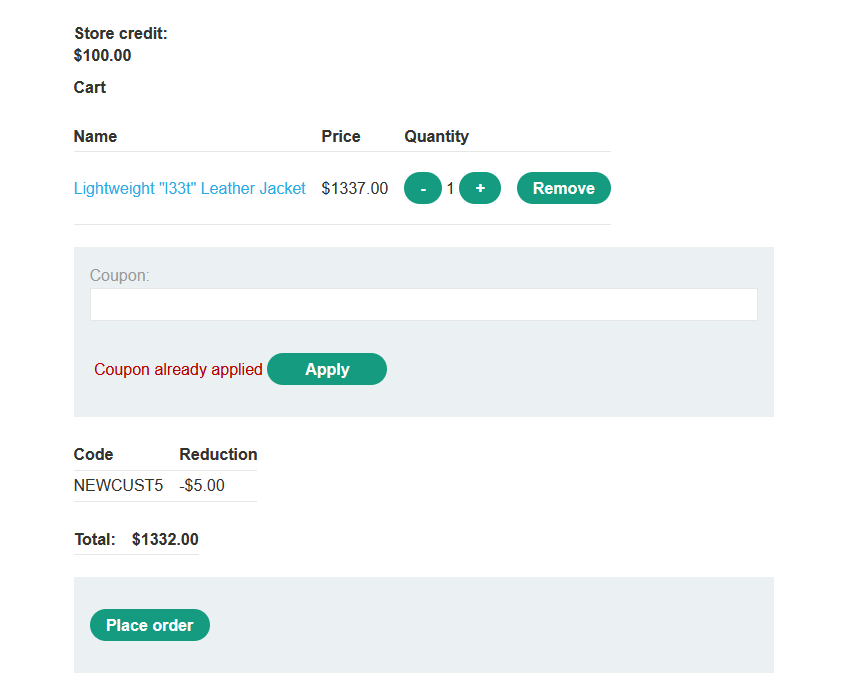 Store credit:
$100.00
Cart
Name Price Quantity
Lightweight "l33t" Leather Jacket $1337.00 - 1 + Remove
Coupon:
Coupon already applied Apply
Code Reduction
NEWCUST5 -$5.00
Total: $1332.00
Place order